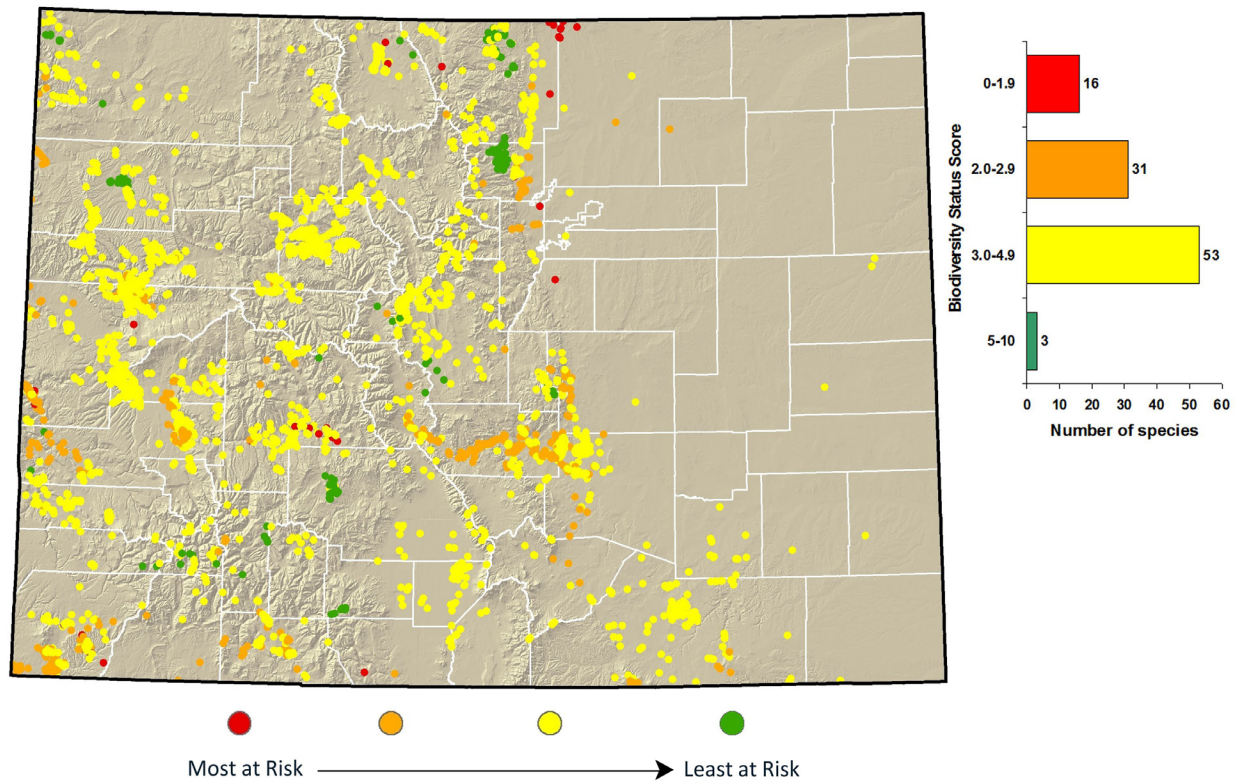 0-1.9
16
2.0-2.9
31
3.0-4.9
53
5-10
3
Biodiversity Status Score
0 10 20 30 40 50 60
Number of species
Most at Risk
Least at Risk